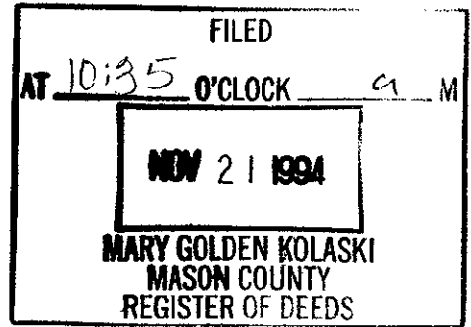 FILED
AT 10:35 O'CLOCK a M
NOV 21 1994
MARY GOLDEN KOLASKI
MASON COUNTY
REGISTER OF DEEDS